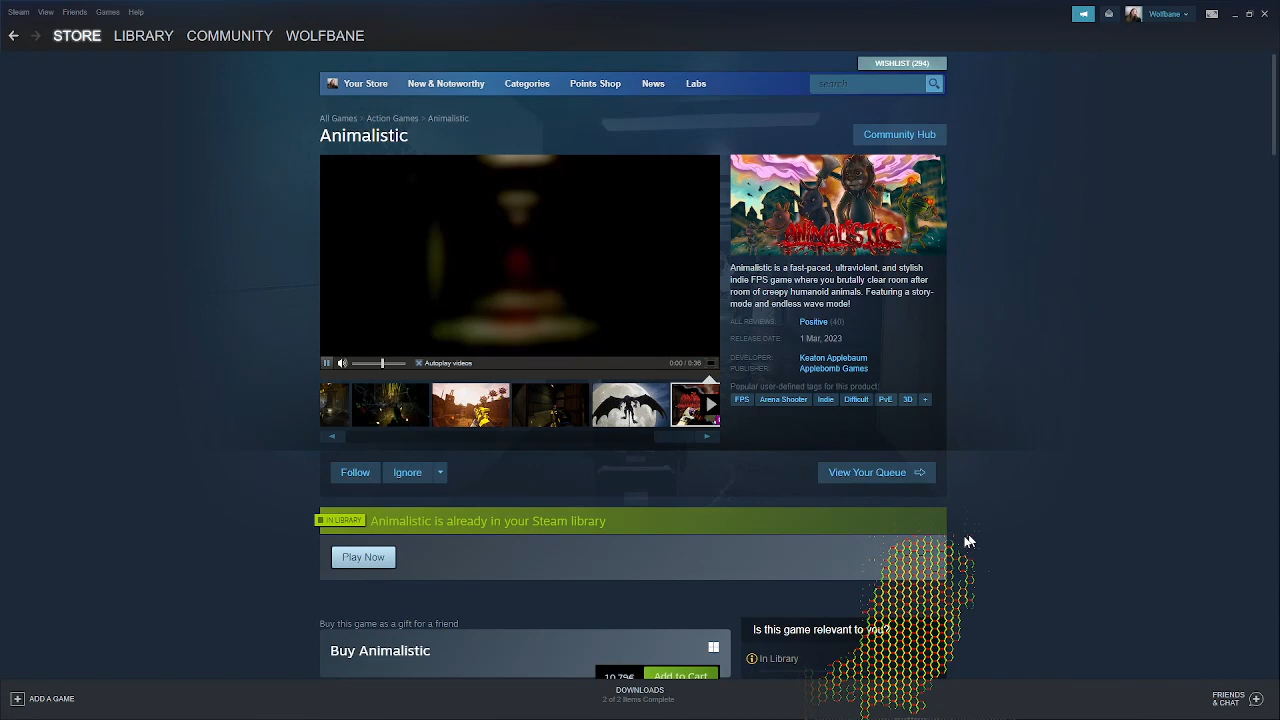 Steam View Friends Games Help
Wolfbane
STORE LIBRARY COMMUNITY WOLFBANE
WISHLIST (294)
Your Store New & Noteworthy Categories Points Shop News Labs
search
All Games > Action Games > Animalistic
Animalistic
Community Hub
ANIMALISTIC
Animalistic is a fast-paced, ultraviolent, and stylish
indie FPS game where you brutally clear room after
room of creepy humanoid animals. Featuring a story-
mode and endless wave mode!
ALL REVIEWS: Positive (40)
RELEASE DATE: 1 Mar, 2023
DEVELOPER: Keaton Applebaum
PUBLISHER: Applebomb Games
Popular user-defined tags for this product:
FPS Arena Shooter Indie Difficult PvE 3D +
Autoplay videos
0:00 / 0:36
Follow Ignore
View Your Queue
IN LIBRARY Animalistic is already in your Steam library
Play Now
Buy this game as a gift for a friend
Buy Animalistic
10,79€ Add to Cart
Is this game relevant to you?
In Library
ADD A GAME
DOWNLOADS
2 of 2 Items Complete
FRIENDS
& CHAT